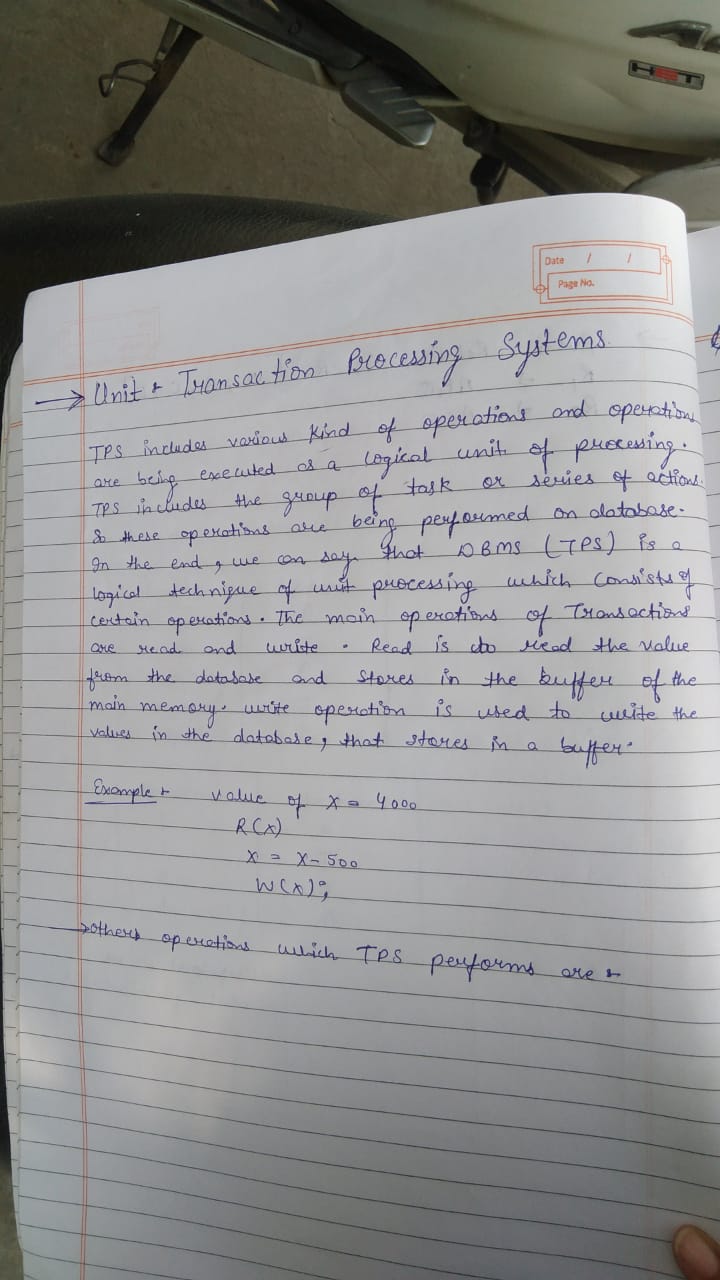 Date / /
Page No.
→ Unit :- Transaction Processing Systems.
TPS includes various kind of operations and operations
are being executed as a logical unit of processing.
TPS includes the group of task or series of actions.
So these operations are being performed on database.
In the end, we can say that DBMS (TPS) is a
logical technique of unit processing which consists of
certain operations. The main operations of Transactions
are read and write. Read is to read the value
from the database and stores in the buffer of the
main memory. write operation is used to write the
values in the database, that stores in a buffer.
Example :- value of X = 4000
R(X)
X = X - 500
W(X);
→ others operations which TPS performs are :-